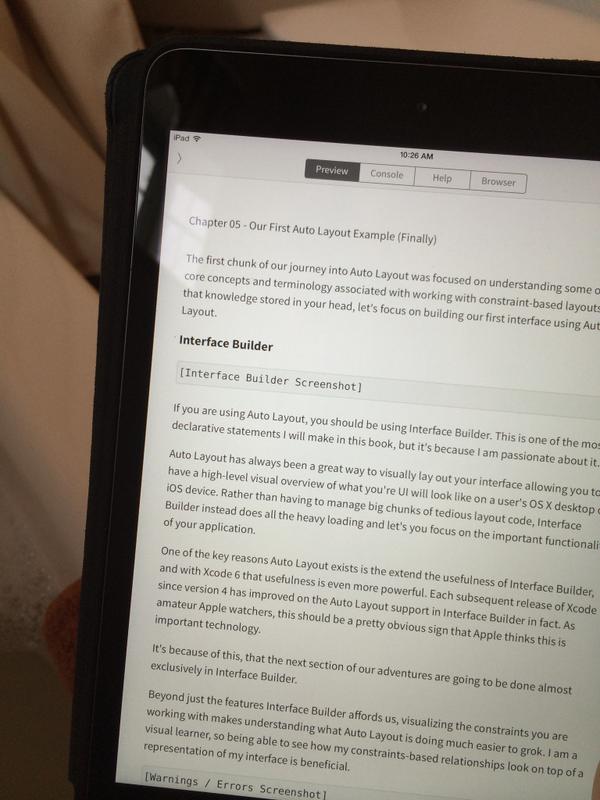 iPad
10:26 AM
Preview
Console
Help
Browser
Chapter 05 - Our First Auto Layout Example (Finally)
The first chunk of our journey into Auto Layout was focused on understanding some o
core concepts and terminology associated with working with constraint-based layouts
that knowledge stored in your head, let's focus on building our first interface using Aut
Layout.
Interface Builder
[Interface Builder Screenshot]
If you are using Auto Layout, you should be using Interface Builder. This is one of the mos
declarative statements I will make in this book, but it's because I am passionate about it.
Auto Layout has always been a great way to visually lay out your interface allowing you to
have a high-level visual overview of what you're UI will look like on a user's OS X desktop o
iOS device. Rather than having to manage big chunks of tedious layout code, Interface
Builder instead does all the heavy loading and let's you focus on the important functionali
of your application.
One of the key reasons Auto Layout exists is the extend the usefulness of Interface Builder,
and with Xcode 6 that usefulness is even more powerful. Each subsequent release of Xcode
since version 4 has improved on the Auto Layout support in Interface Builder in fact. As
amateur Apple watchers, this should be a pretty obvious sign that Apple thinks this is
important technology.
It's because of this, that the next section of our adventures are going to be done almost
exclusively in Interface Builder.
Beyond just the features Interface Builder affords us, visualizing the constraints you are
working with makes understanding what Auto Layout is doing much easier to grok. I am a
visual learner, so being able to see how my constraints-based relationships look on top of a
representation of my interface is beneficial.
[Warnings / Errors Screenshot]